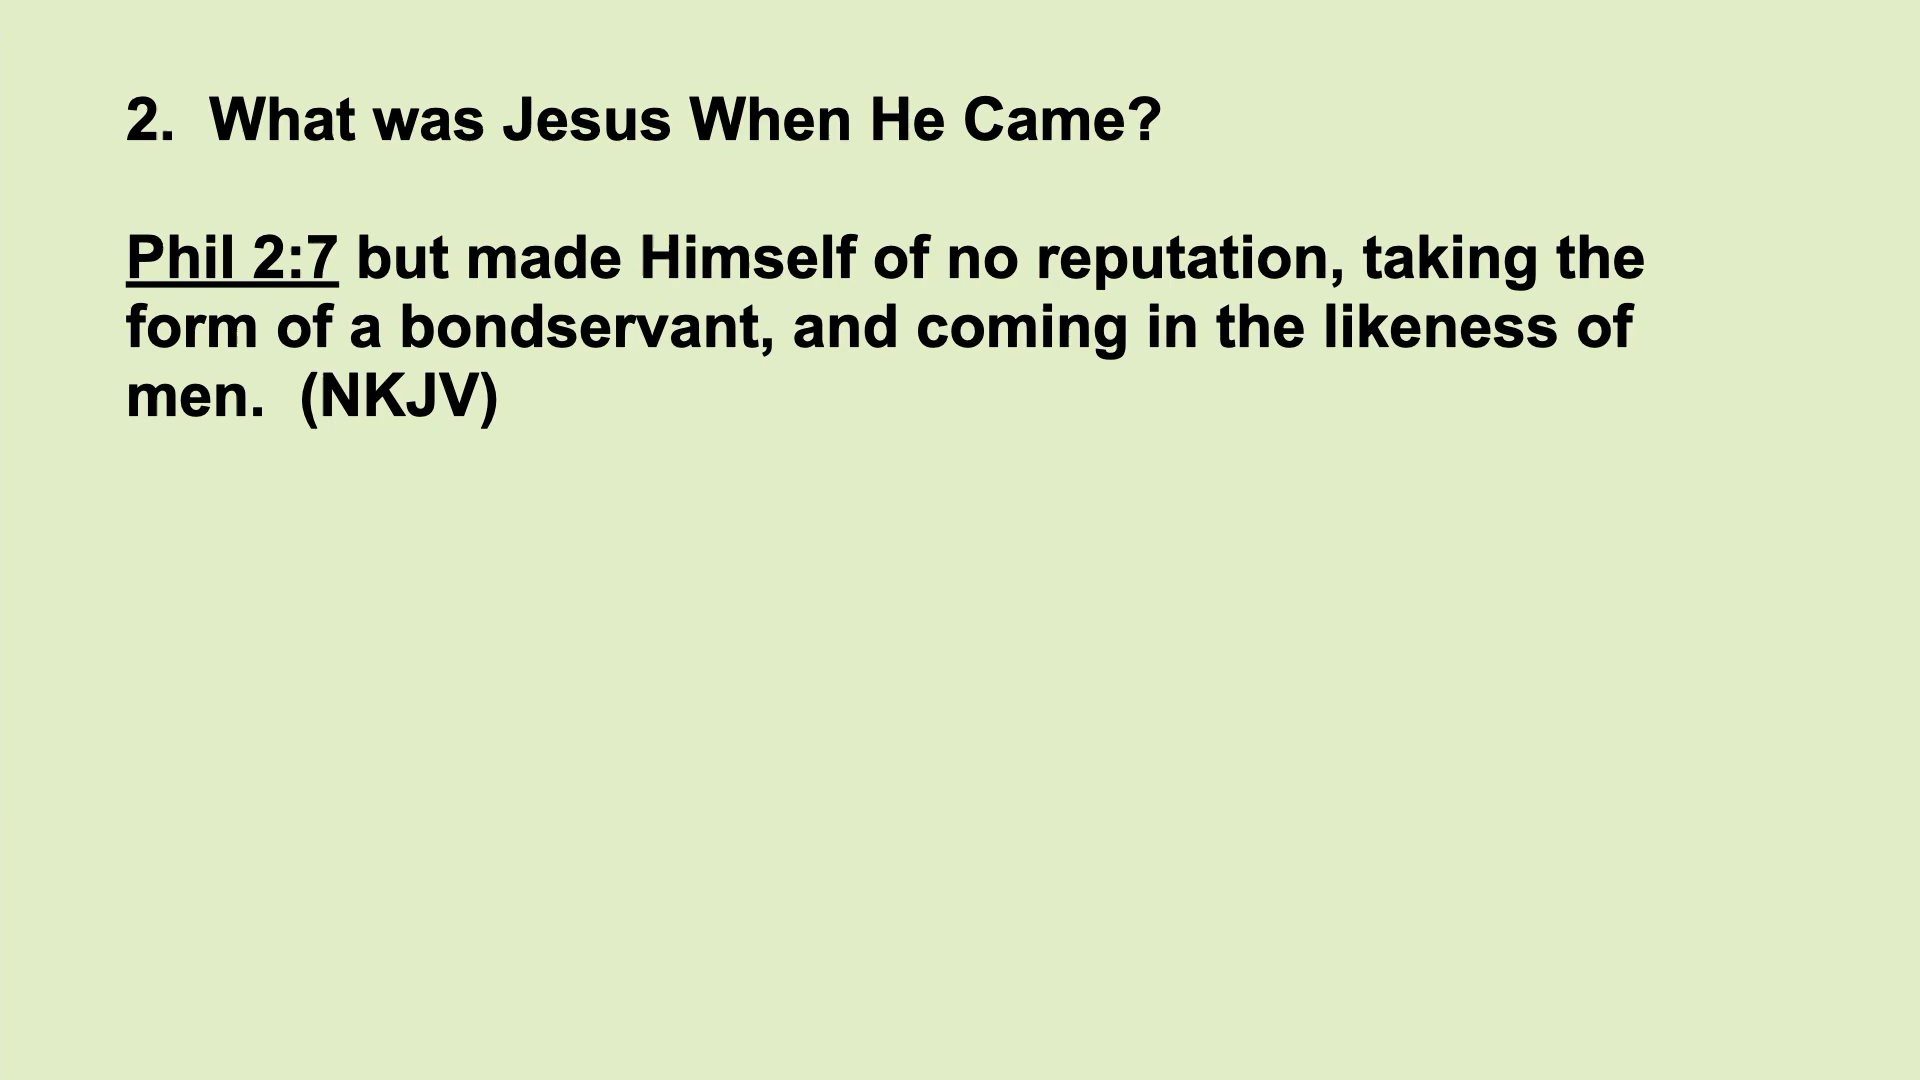 2.  What was Jesus When He Came?
Phil 2:7 but made Himself of no reputation, taking the
form of a bondservant, and coming in the likeness of
men.  (NKJV)